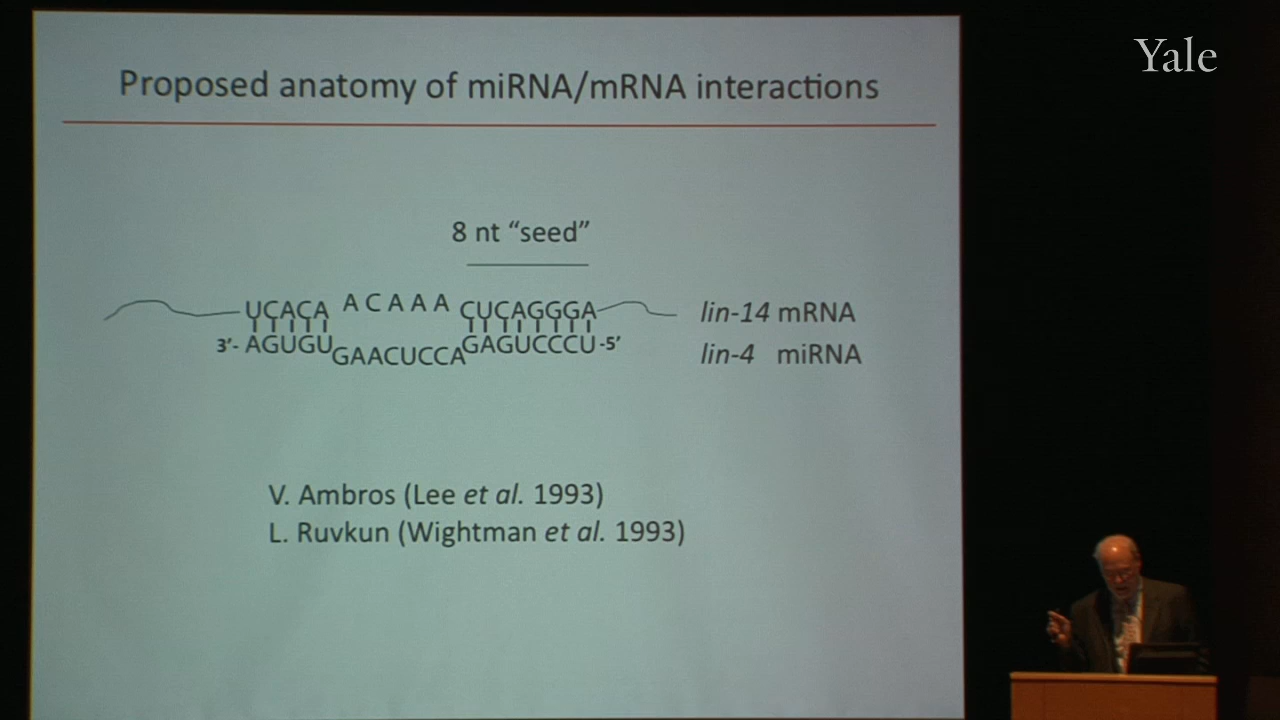 Yale
Proposed anatomy of miRNA/mRNA interactions
8 nt “seed”
UCACA ACAAA CUCAGGGA lin-14 mRNA
3’- AGUGU GAACUCCA GAGUCCCU -5’ lin-4 miRNA
V. Ambros (Lee et al. 1993)
L. Ruvkun (Wightman et al. 1993)